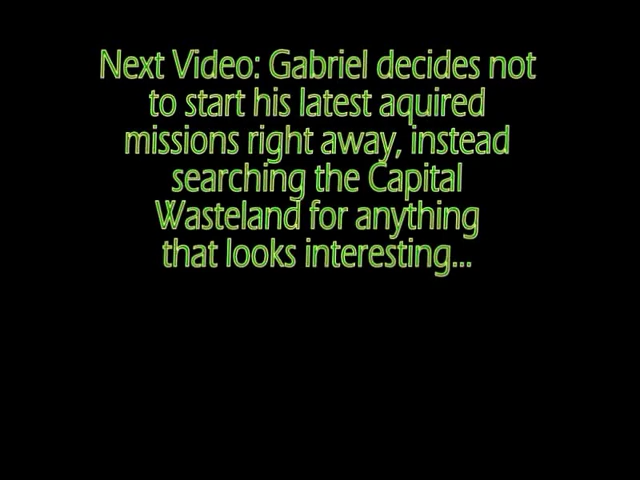 Next Video: Gabriel decides not
to start his latest aquired
missions right away, instead
searching the Capital
Wasteland for anything
that looks interesting...